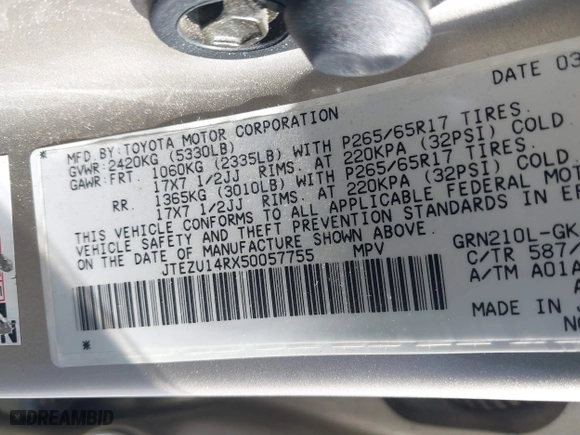 DATE 03
MFD.BY:TOYOTA MOTOR CORPORATION
GVWR:2420KG (5330LB)
GAWR:FRT. 1060KG (2335LB) WITH P265/65R17 TIRES.
17X7 1/2JJ RIMS. AT 220KPA (32PSI) COLD
RR. 1365KG (3010LB) WITH P265/65R17 TIRES.
17X7 1/2JJ RIMS. AT 220KPA (32PSI) COLD.
THIS VEHICLE CONFORMS TO ALL APPLICABLE FEDERAL MOT
VEHICLE SAFETY AND THEFT PREVENTION STANDARDS IN E
ON THE DATE OF MANUFACTURE SHOWN ABOVE.
JTEZU14RX50057755 MPV
GRN210L-GK
C/TR 587/
A/TM A01A
MADE IN J
DREAMBID